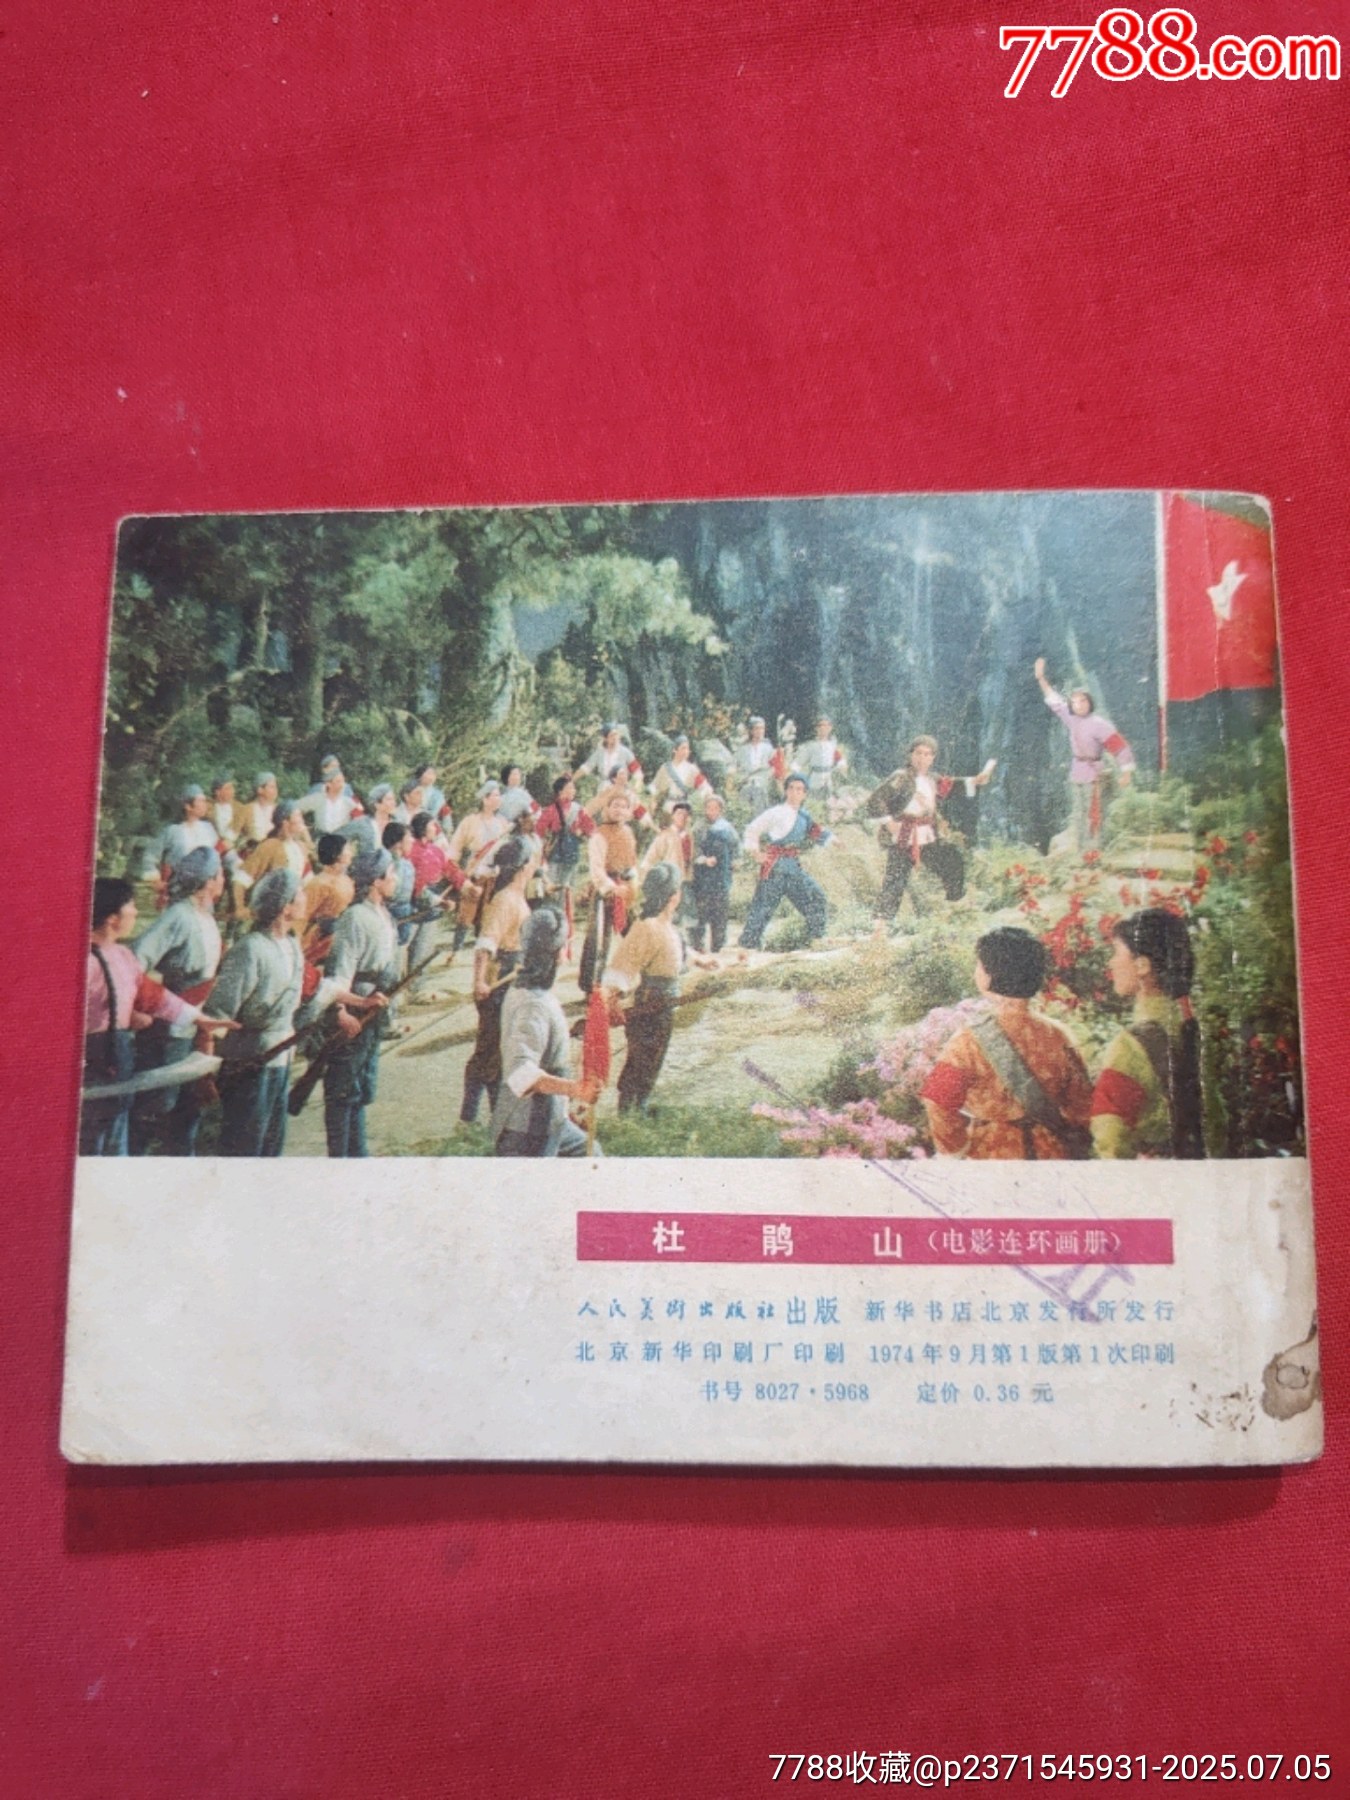 7788.com
杜鹃山（电影连环画册）
人民美术出版社出版 新华书店北京发行所发行
北京新华印刷厂印刷 1974年9月第1版第1次印刷
书号 8027·5968 定价 0.36 元
7788收藏@p2371545931-2025.07.05